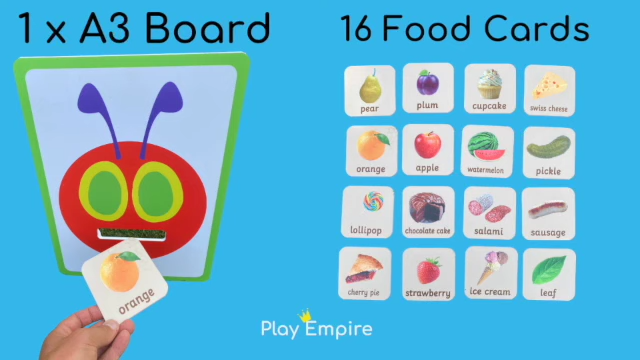 1 x A3 Board
16 Food Cards
pear
plum
cupcake
swiss cheese
orange
apple
watermelon
pickle
lollipop
chocolate cake
salami
sausage
cherry pie
strawberry
ice cream
leaf
orange
Play Empire